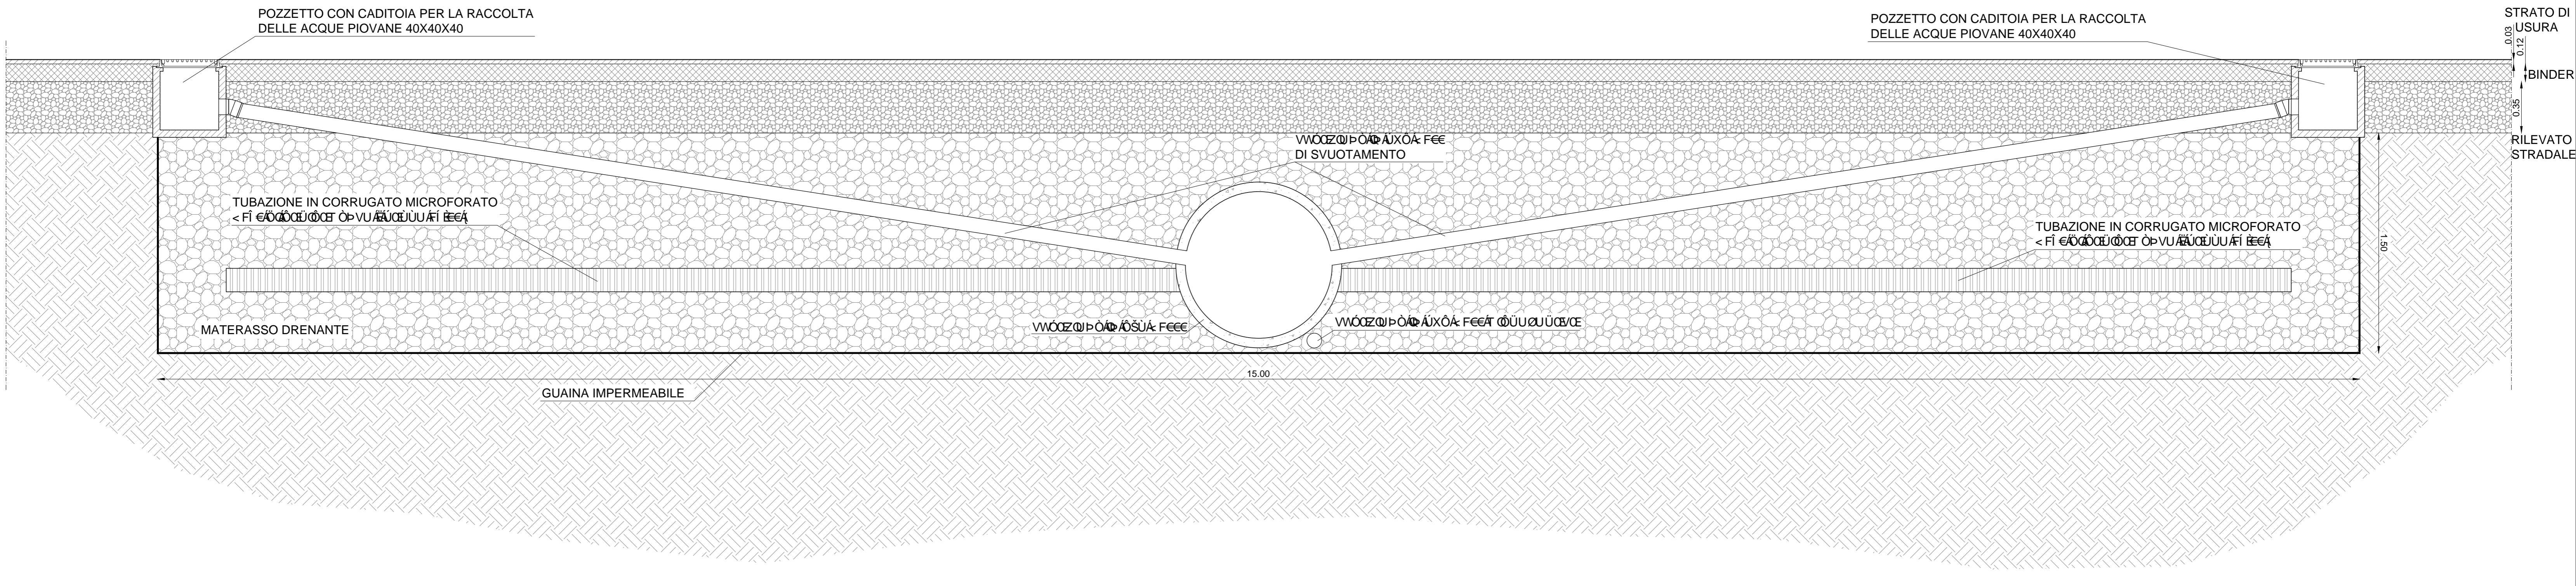 POZZETTO CON CADITOIA PER LA RACCOLTA
DELLE ACQUE PIOVANE 40X40X40
POZZETTO CON CADITOIA PER LA RACCOLTA
DELLE ACQUE PIOVANE 40X40X40
STRATO DI
USURA
0.03
0.12
BINDER
0.35
RILEVATO
STRADALE
DI SVUOTAMENTO
TUBAZIONE IN CORRUGATO MICROFORATO
TUBAZIONE IN CORRUGATO MICROFORATO
1.50
MATERASSO DRENANTE
15.00
GUAINA IMPERMEABILE